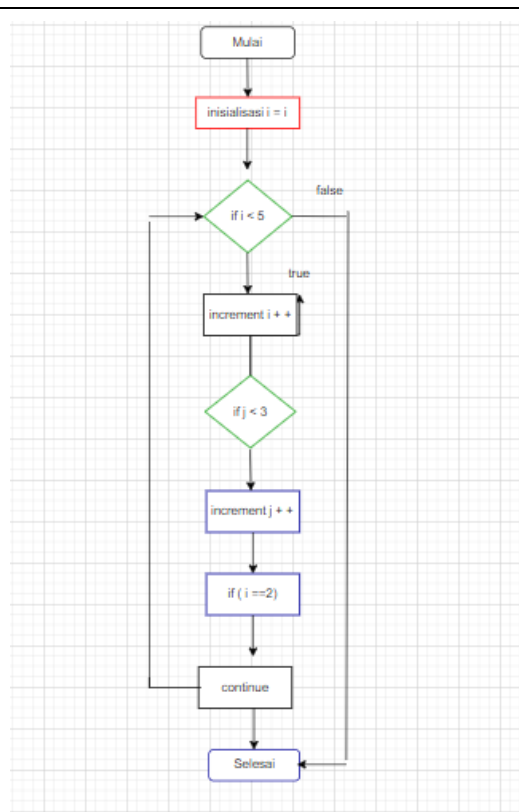 Mulai
inisialisasi i = i
false
if i < 5
true
increment i + +
if j < 3
increment j + +
if ( i ==2)
continue
Selesai